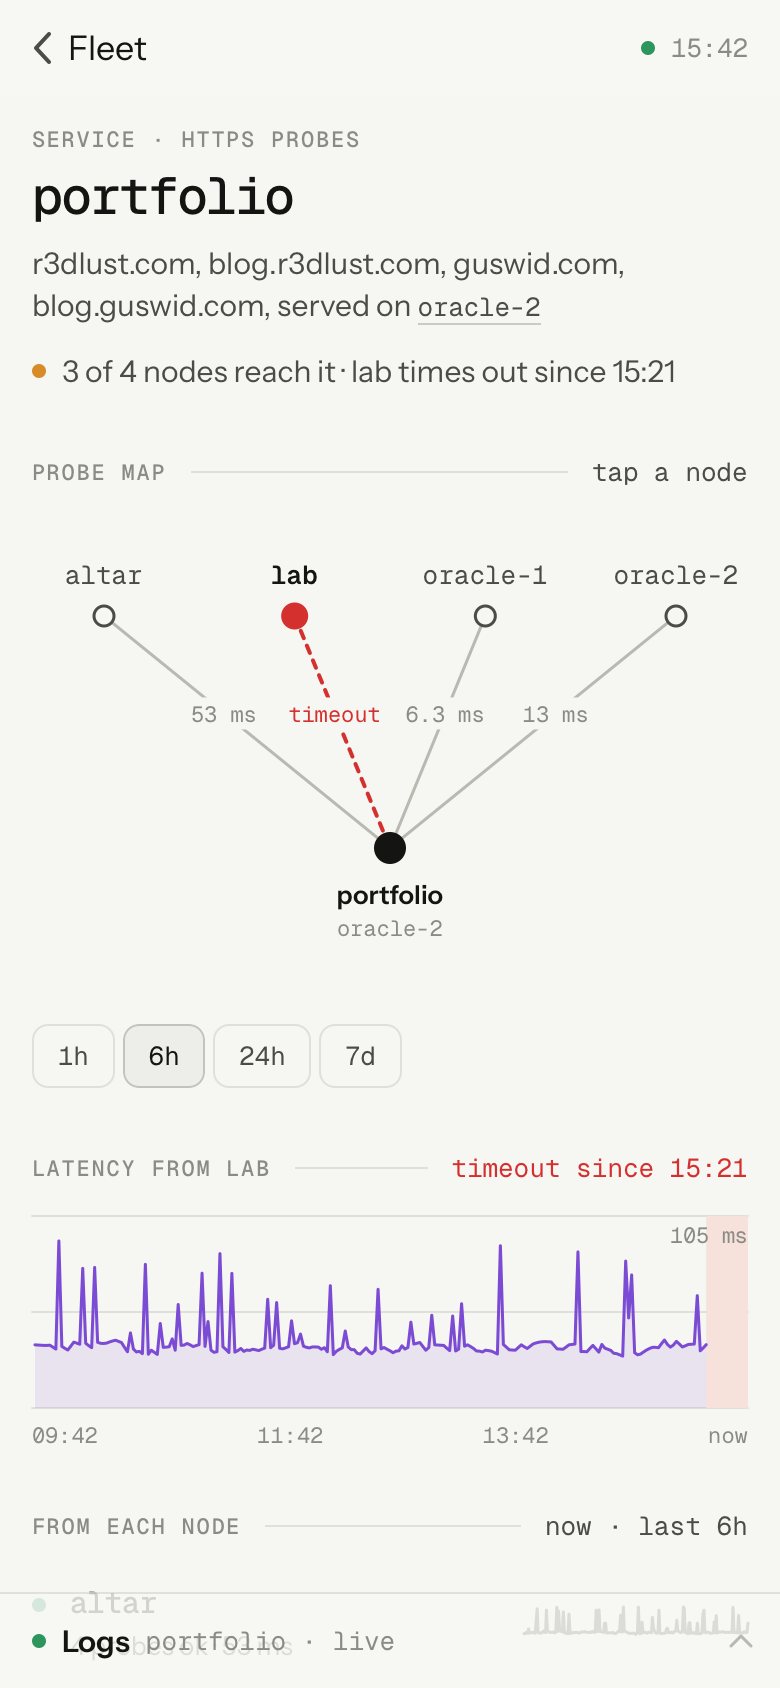 Fleet
15:42
SERVICE · HTTPS PROBES
portfolio
r3dlust.com, blog.r3dlust.com, guswid.com,
blog.guswid.com, served on oracle-2
3 of 4 nodes reach it · lab times out since 15:21
PROBE MAP
tap a node
altar
lab
oracle-1
oracle-2
53 ms
timeout
6.3 ms
13 ms
portfolio
oracle-2
1h
6h
24h
7d
LATENCY FROM LAB
timeout since 15:21
105 ms
09:42
11:42
13:42
now
FROM EACH NODE
now · last 6h
altar
Logs portfolio · live